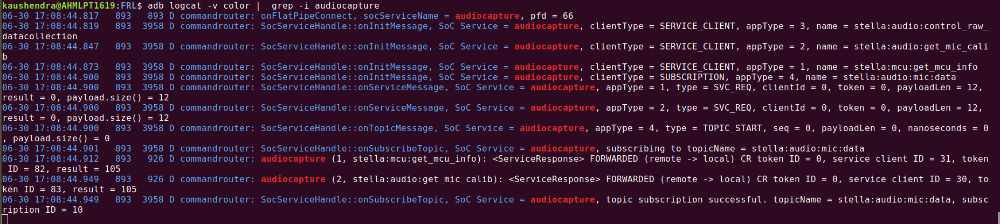 kaushendra@AHMLPT1619:FRL$ adb logcat -v color |  grep -i audiocapture
06-30 17:08:44.817   893   893 D commandrouter: onFlatPipeConnect, socServiceName = audiocapture, pfd = 66
06-30 17:08:44.819   893  3958 D commandrouter: SocServiceHandle::onInitMessage, SoC Service = audiocapture, clientType = SERVICE_CLIENT, appType = 3, name = stella:audio:control_raw_
datacollection
06-30 17:08:44.847   893  3958 D commandrouter: SocServiceHandle::onInitMessage, SoC Service = audiocapture, clientType = SERVICE_CLIENT, appType = 2, name = stella:audio:get_mic_cali
b
06-30 17:08:44.873   893  3958 D commandrouter: SocServiceHandle::onInitMessage, SoC Service = audiocapture, clientType = SERVICE_CLIENT, appType = 1, name = stella:mcu:get_mcu_info
06-30 17:08:44.900   893  3958 D commandrouter: SocServiceHandle::onInitMessage, SoC Service = audiocapture, clientType = SUBSCRIPTION, appType = 4, name = stella:audio:mic:data
06-30 17:08:44.900   893  3958 D commandrouter: SocServiceHandle::onServiceMessage, SoC Service = audiocapture, appType = 1, type = SVC_REQ, clientId = 0, token = 0, payloadLen = 12,
result = 0, payload.size() = 12
06-30 17:08:44.900   893  3958 D commandrouter: SocServiceHandle::onServiceMessage, SoC Service = audiocapture, appType = 2, type = SVC_REQ, clientId = 0, token = 0, payloadLen = 12,
result = 0, payload.size() = 12
06-30 17:08:44.900   893  3958 D commandrouter: SocServiceHandle::onTopicMessage, SoC Service = audiocapture, appType = 4, type = TOPIC_START, seq = 0, payloadLen = 0, nanoseconds = 0
, payload.size() = 0
06-30 17:08:44.901   893  3958 D commandrouter: SocServiceHandle::onSubscribeTopic, SoC Service = audiocapture, subscribing to topicName = stella:audio:mic:data
06-30 17:08:44.912   893   926 D commandrouter: audiocapture (1, stella:mcu:get_mcu_info): <ServiceResponse> FORWARDED (remote -> local) CR token ID = 0, service client ID = 31, token
 ID = 82, result = 105
06-30 17:08:44.949   893   926 D commandrouter: audiocapture (2, stella:audio:get_mic_calib): <ServiceResponse> FORWARDED (remote -> local) CR token ID = 0, service client ID = 30, to
ken ID = 83, result = 105
06-30 17:08:44.949   893  3958 D commandrouter: SocServiceHandle::onSubscribeTopic, SoC Service = audiocapture, topic subscription successful. topicName = stella:audio:mic:data, subsc
ription ID = 10